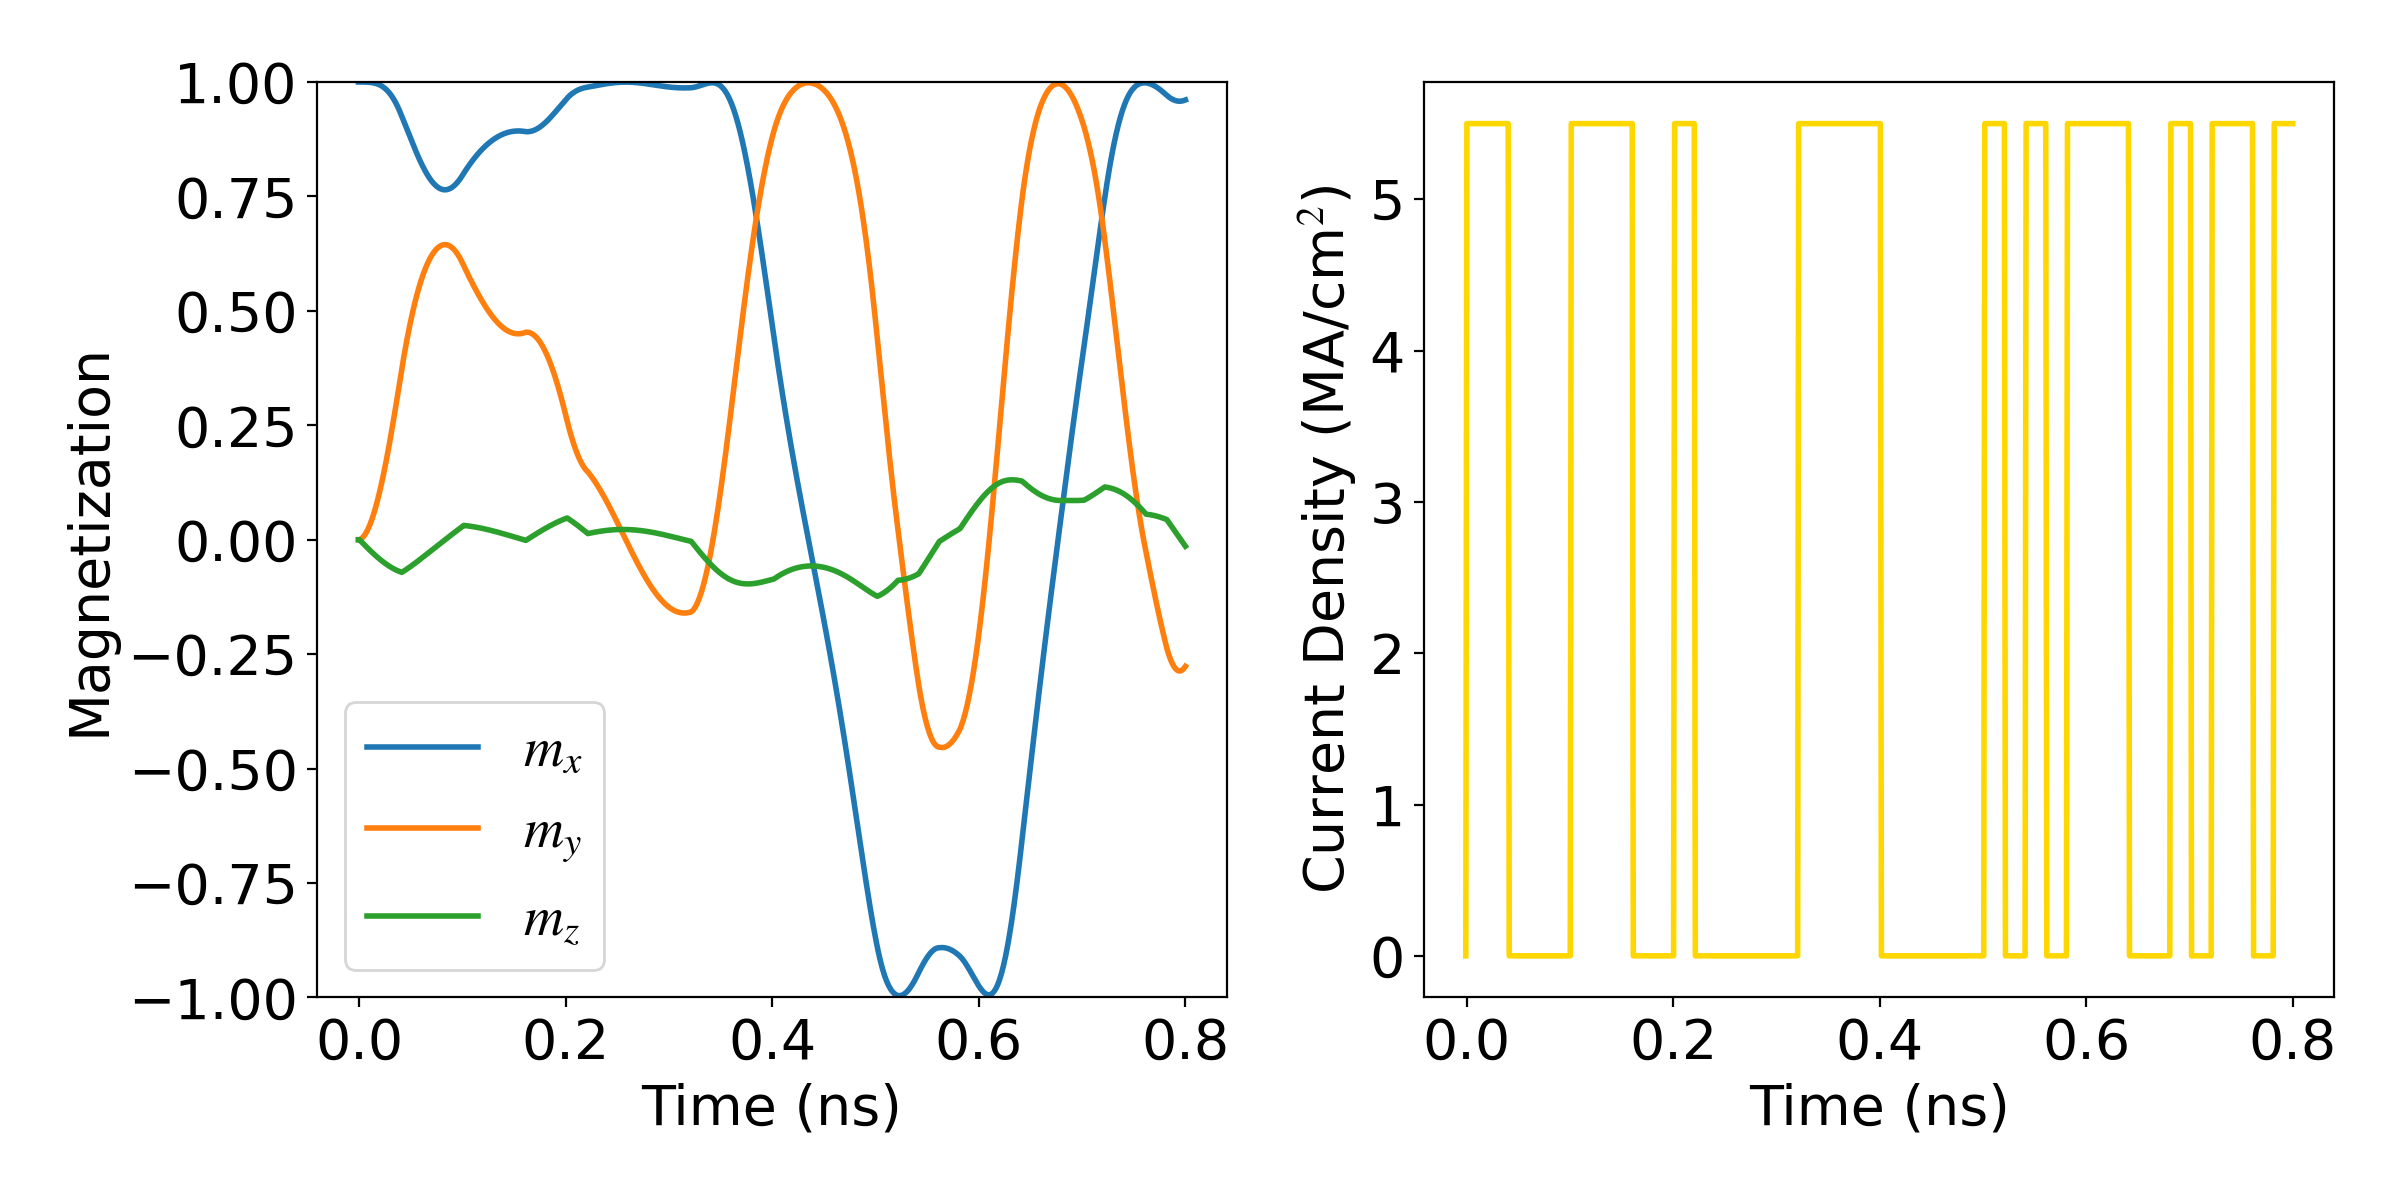 1.00
0.75
0.50
0.25
0.00
−0.25
−0.50
−0.75
−1.00
Magnetization
0.0 0.2 0.4 0.6 0.8
Time (ns)
m_x
m_y
m_z
5
4
3
2
1
0
Current Density (MA/cm²)
0.0 0.2 0.4 0.6 0.8
Time (ns)